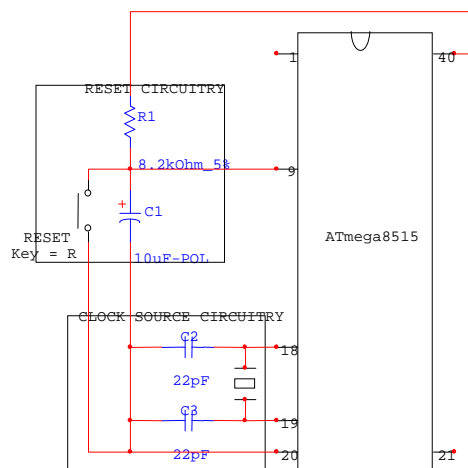 1
40
RESET CIRCUITRY
R1
8.2kOhm_5%
9
+
C1
RESET
Key = R
10uF-POL
ATmega8515
CLOCK SOURCE CIRCUITRY
C2
18
22pF
C3
19
22pF
20
21